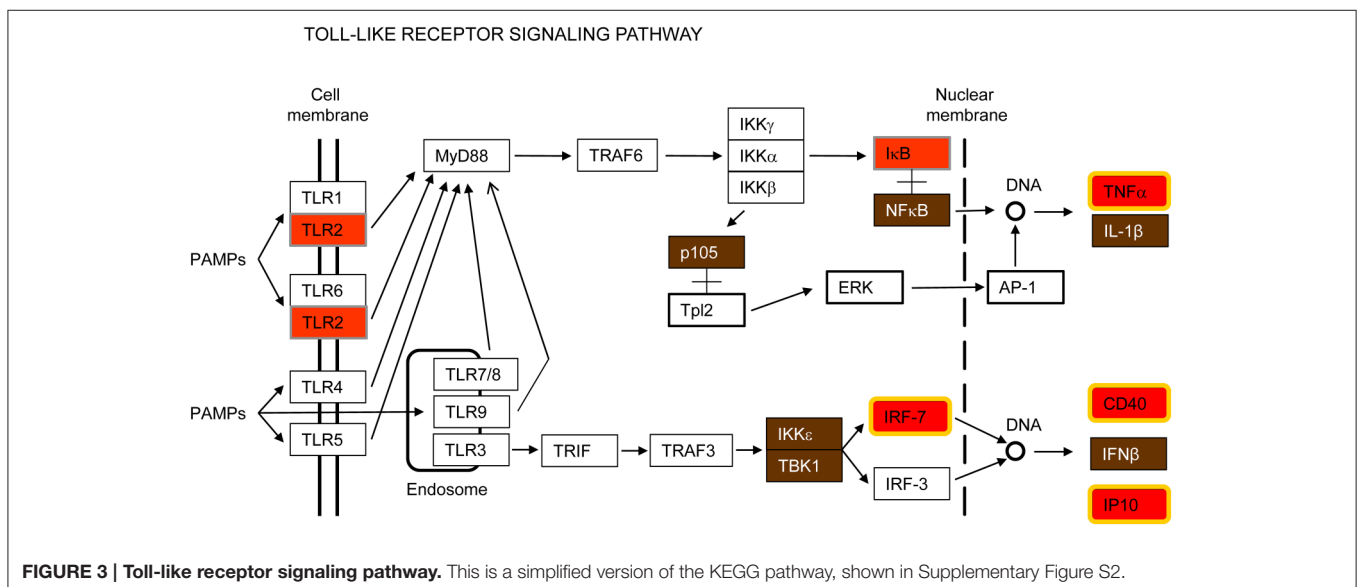 TOLL-LIKE RECEPTOR SIGNALING PATHWAY
Cell
membrane
Nuclear
membrane
MyD88
TRAF6
IKKγ
IKKα
IKKβ
IκB
NFκB
DNA
TNFα
IL-1β
TLR1
TLR2
PAMPs
TLR6
TLR2
p105
Tpl2
ERK
AP-1
TLR4
PAMPs
TLR5
TLR7/8
TLR9
TLR3
Endosome
TRIF
TRAF3
IKKε
TBK1
IRF-7
IRF-3
DNA
CD40
IFNβ
IP10
FIGURE 3 | Toll-like receptor signaling pathway. This is a simplified version of the KEGG pathway, shown in Supplementary Figure S2.